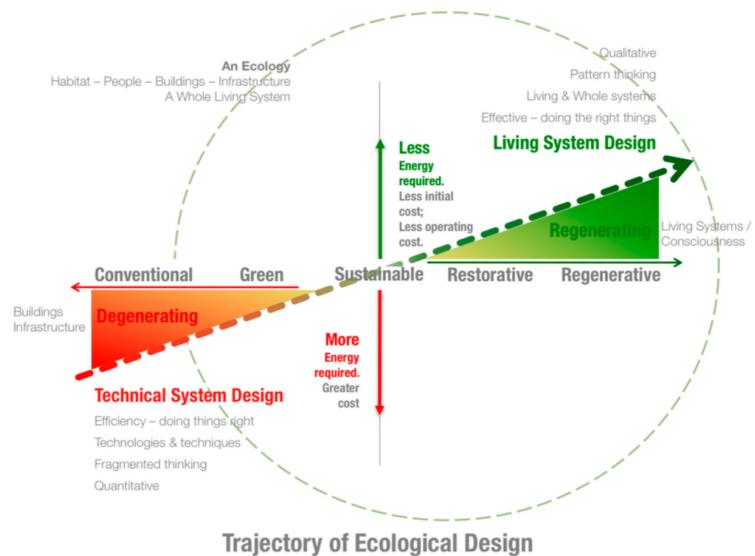 An Ecology
Habitat – People – Buildings – Infrastructure
A Whole Living System
Qualitative
Pattern thinking
Living & Whole systems
Effective – doing the right things
Living System Design
Less
Energy
required.
Less initial
cost;
Less operating
cost.
Regenerating
Living Systems /
Consciousness
Conventional
Green
Sustainable
Restorative
Regenerative
Buildings
Infrastructure
Degenerating
More
Energy
required.
Greater
cost
Technical System Design
Efficiency – doing things right
Technologies & techniques
Fragmented thinking
Quantitative
Trajectory of Ecological Design